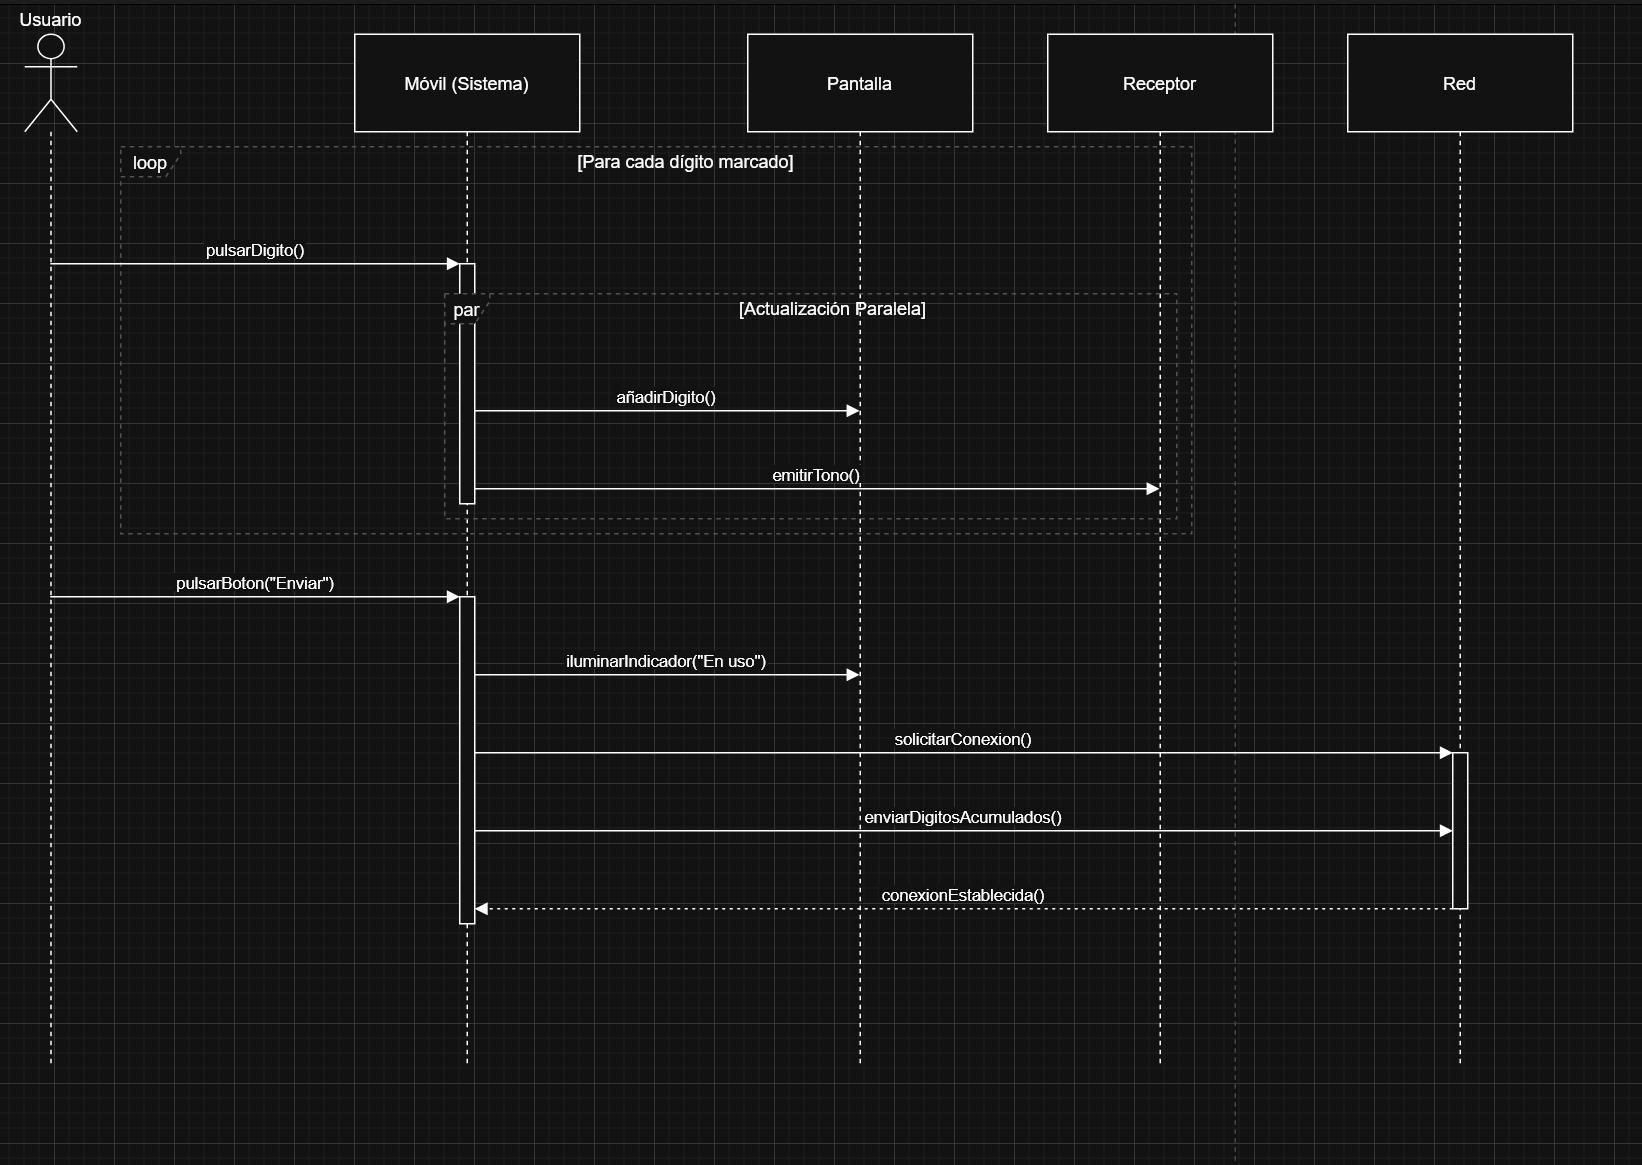 Usuario
Móvil (Sistema)
Pantalla
Receptor
Red
loop
[Para cada dígito marcado]
pulsarDigito()
par
[Actualización Paralela]
añadirDigito()
emitirTono()
pulsarBoton("Enviar")
iluminarIndicador("En uso")
solicitarConexion()
enviarDigitosAcumulados()
conexionEstablecida()